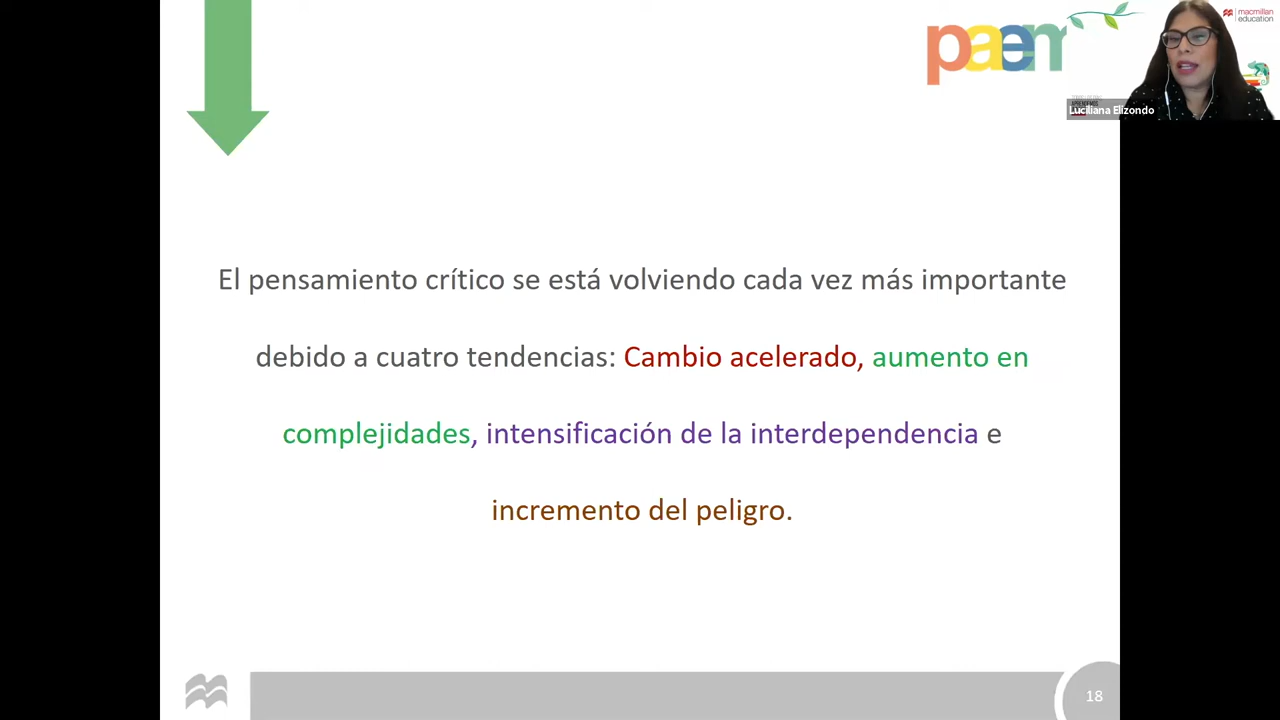 paem
macmillan
education
Luciliana Elizondo
El pensamiento crítico se está volviendo cada vez más importante
debido a cuatro tendencias: Cambio acelerado, aumento en
complejidades, intensificación de la interdependencia e
incremento del peligro.
18